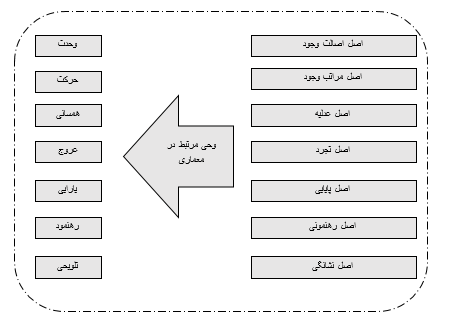 اصل اصالت وجود
اصل مراتب وجود
اصل عدلیه
اصل تجرد
اصل پایایی
اصل رهنمونی
اصل نشانگی
وحی مرتبط در
معماری
وحدت
حرکت
همسانی
عروج
پارایی
رهنمود
تلویحی